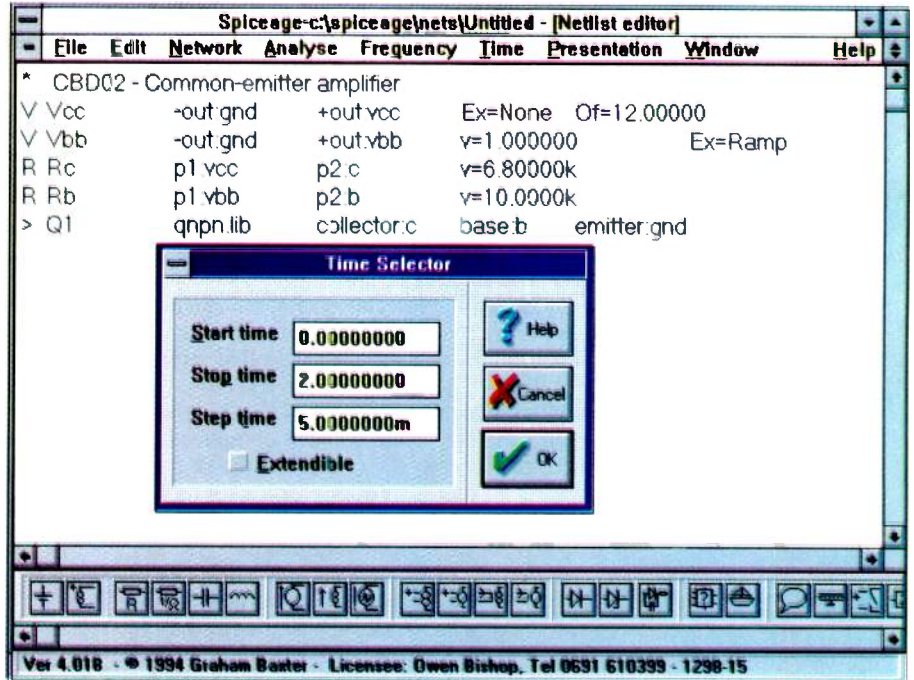 Spiceage-c:\spiceage\nets\Untitled - [Netlist editor]
File Edit Network Analyse Frequency Time Presentation Window Help
* CBD02 - Common-emitter amplifier
V Vcc -out:gnd +out:vcc Ex=None Of=12.00000
V Vbb -out:gnd +out:vbb v=1.000000 Ex=Ramp
R Rc p1:vcc p2:c v=6.80000k
R Rb p1:vbb p2:b v=10.0000k
> Q1 qnpn.lib collector:c base:b emitter:gnd
Time Selector
Start time 0.00000000
Stop time 2.00000000
Step time 5.0000000m
Extendible
Help
Cancel
OK
Ver 4.018 - © 1994 Graham Baxter - Licensee: Owen Bishop, Tel 0691 610399 - 1298-15